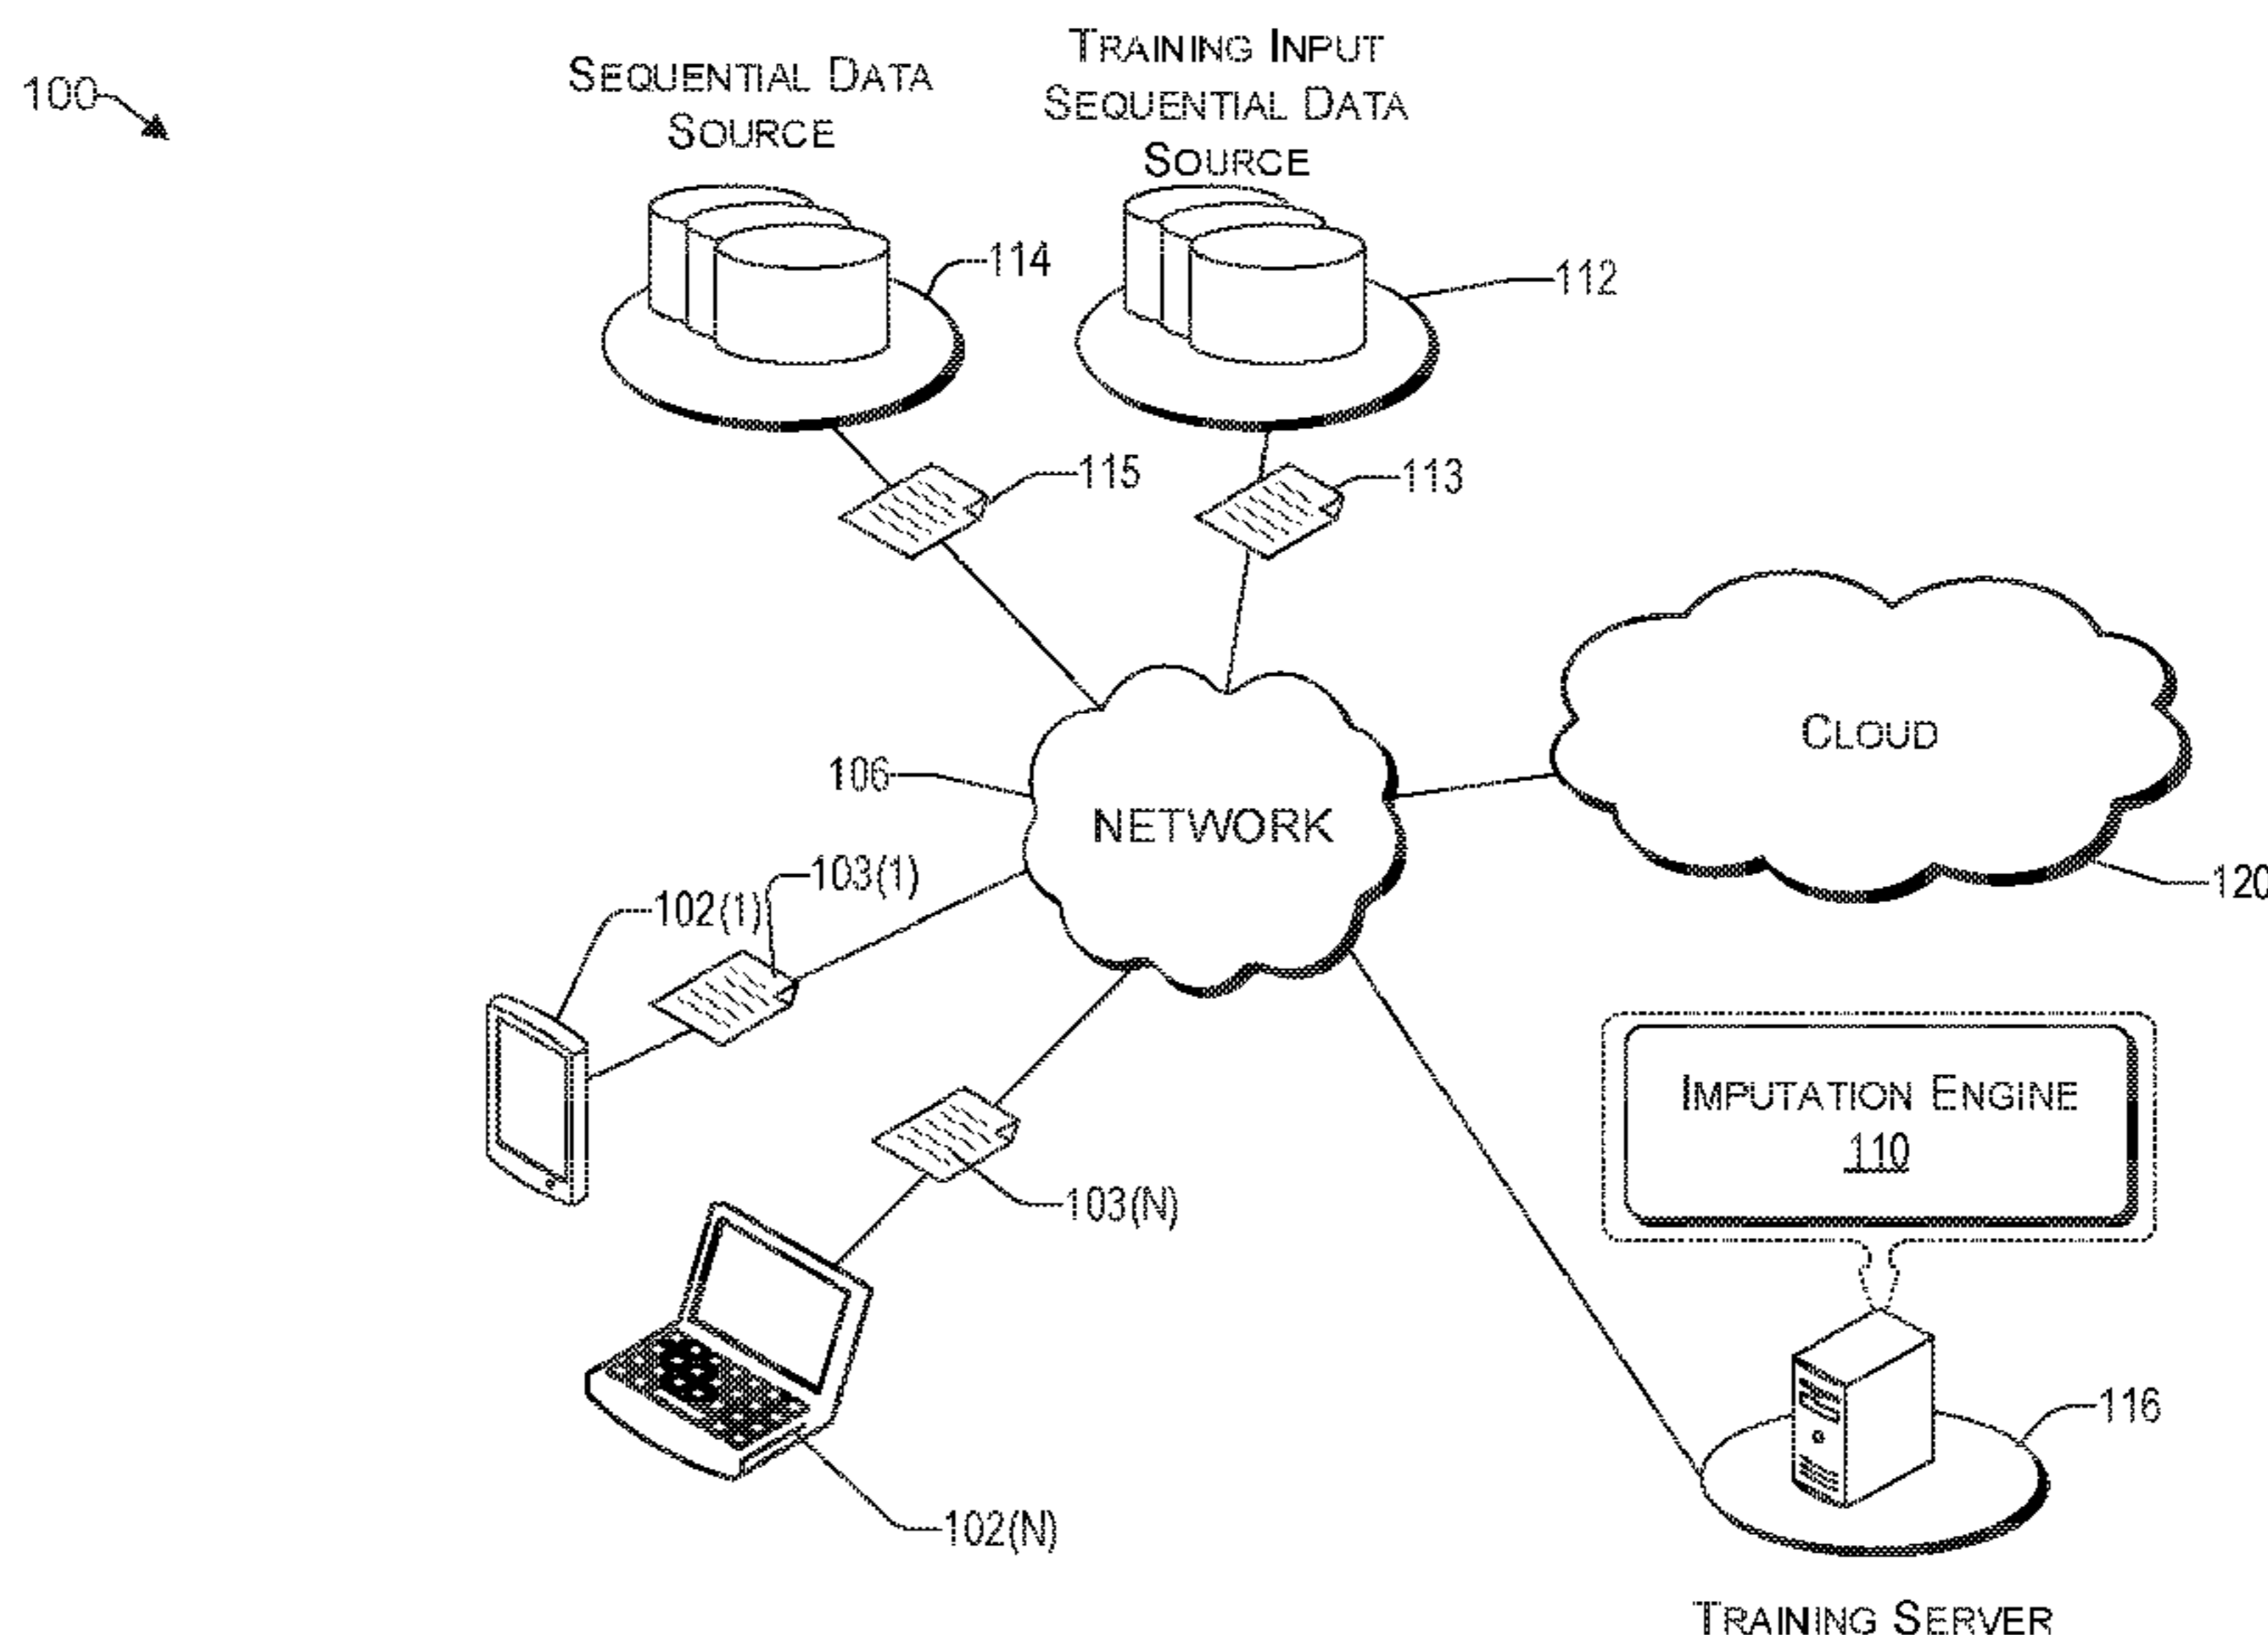 100
SEQUENTIAL DATA
SOURCE
TRAINING INPUT
SEQUENTIAL DATA
SOURCE
114
112
115
113
CLOUD
106
NETWORK
103(1)
102(1)
120
IMPUTATION ENGINE
110
103(N)
116
102(N)
TRAINING SERVER